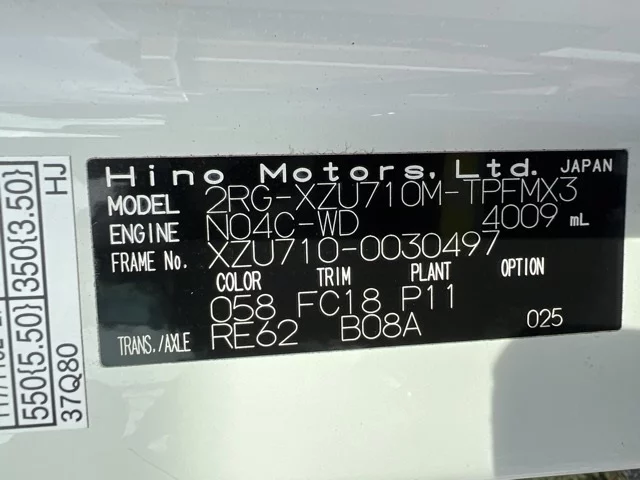 Hino Motors, Ltd. JAPAN
MODEL 2RG-XZU710M-TPFMX3
ENGINE N04C-WD 4009 mL
FRAME No. XZU710-0030497
COLOR TRIM PLANT OPTION
058 FC18 P11
TRANS./AXLE RE62 B08A 025
550{5.50} 350{3.50}
37Q80 HJ